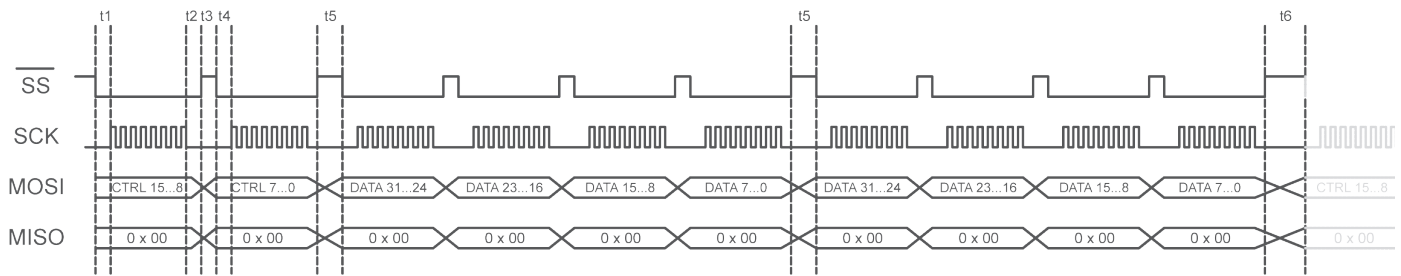 t1 t2 t3 t4 t5 t5 t6
SS
SCK
MOSI CTRL 15...8 CTRL 7...0 DATA 31...24 DATA 23...16 DATA 15...8 DATA 7...0 DATA 31...24 DATA 23...16 DATA 15...8 DATA 7...0 CTRL 15...8
MISO 0 x 00 0 x 00 0 x 00 0 x 00 0 x 00 0 x 00 0 x 00 0 x 00 0 x 00 0 x 00 0 x 00